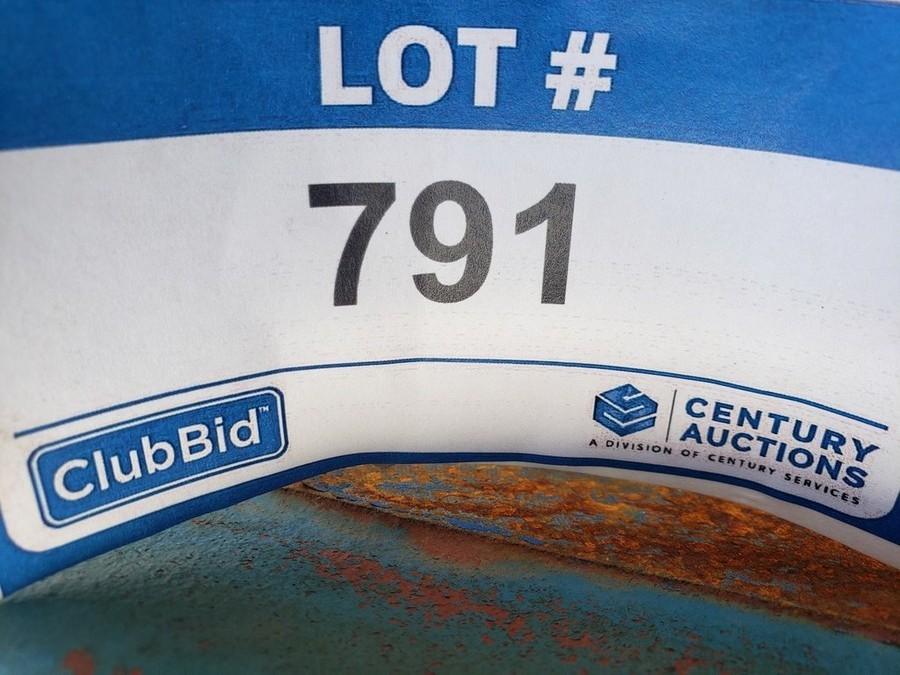 LOT #
791
ClubBid™
CENTURY
AUCTIONS
A DIVISION OF CENTURY SERVICES